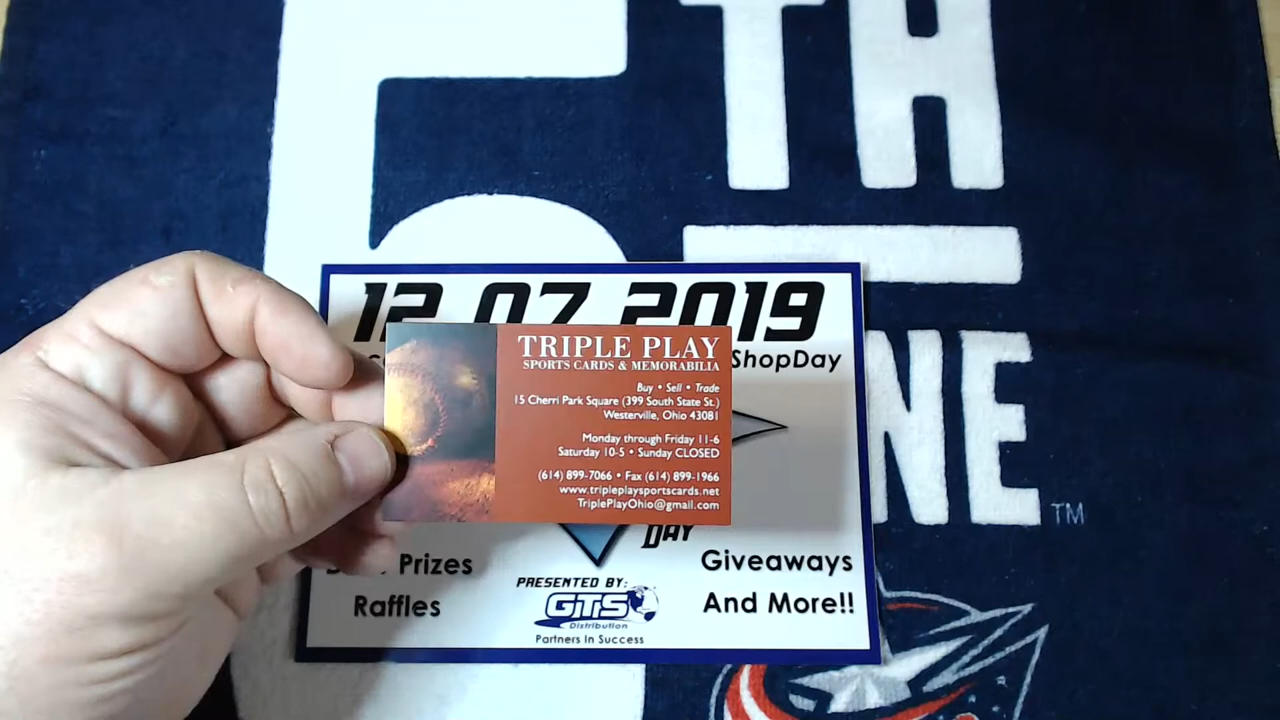 TH
NE
TM
12.07.2019
ShopDay
TRIPLE PLAY
SPORTS CARDS & MEMORABILIA
Buy • Sell • Trade
15 Cherri Park Square (399 South State St.)
Westerville, Ohio 43081
Monday through Friday 11-6
Saturday 10-5 • Sunday CLOSED
(614) 899-7066 • Fax (614) 899-1966
www.tripleplaysportscards.net
TriplePlayOhio@gmail.com
DAY
Prizes
Raffles
Giveaways
And More!!
PRESENTED BY:
GTS
Distribution
Partners In Success